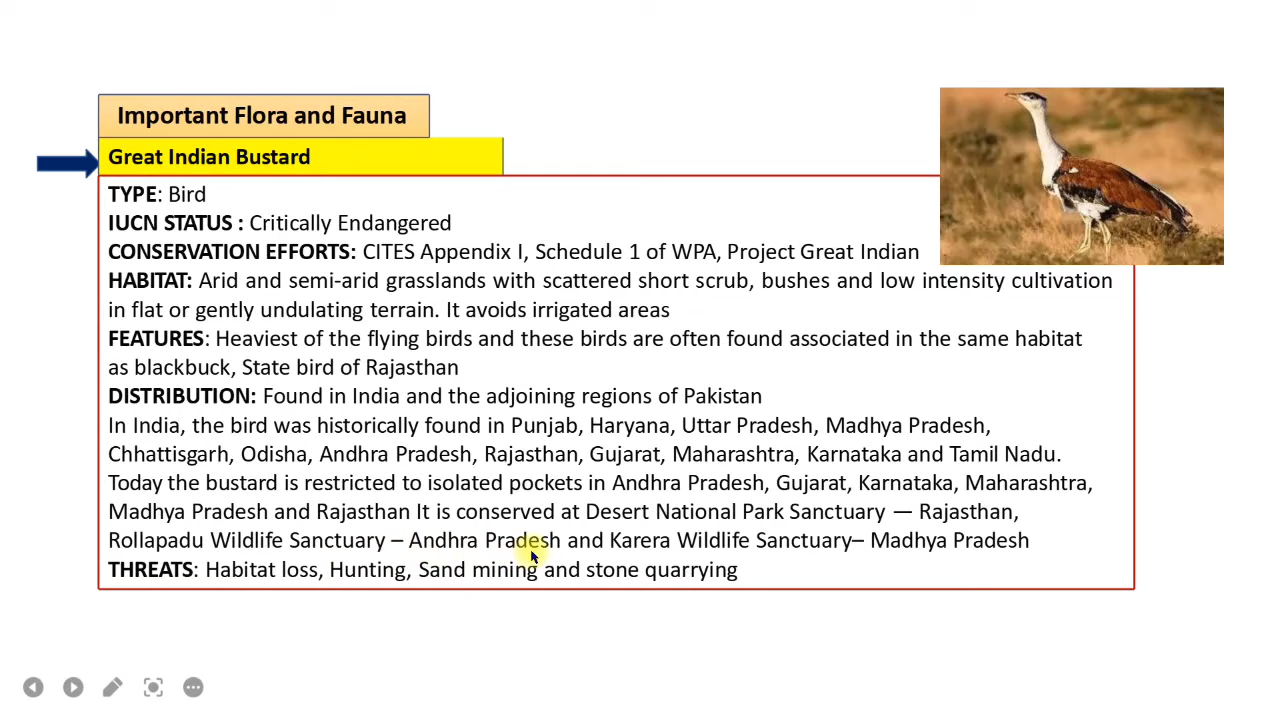 Important Flora and Fauna
Great Indian Bustard
TYPE: Bird
IUCN STATUS : Critically Endangered
CONSERVATION EFFORTS: CITES Appendix I, Schedule 1 of WPA, Project Great Indian
HABITAT: Arid and semi-arid grasslands with scattered short scrub, bushes and low intensity cultivation
in flat or gently undulating terrain. It avoids irrigated areas
FEATURES: Heaviest of the flying birds and these birds are often found associated in the same habitat
as blackbuck, State bird of Rajasthan
DISTRIBUTION: Found in India and the adjoining regions of Pakistan
In India, the bird was historically found in Punjab, Haryana, Uttar Pradesh, Madhya Pradesh,
Chhattisgarh, Odisha, Andhra Pradesh, Rajasthan, Gujarat, Maharashtra, Karnataka and Tamil Nadu.
Today the bustard is restricted to isolated pockets in Andhra Pradesh, Gujarat, Karnataka, Maharashtra,
Madhya Pradesh and Rajasthan It is conserved at Desert National Park Sanctuary — Rajasthan,
Rollapadu Wildlife Sanctuary – Andhra Pradesh and Karera Wildlife Sanctuary– Madhya Pradesh
THREATS: Habitat loss, Hunting, Sand mining and stone quarrying